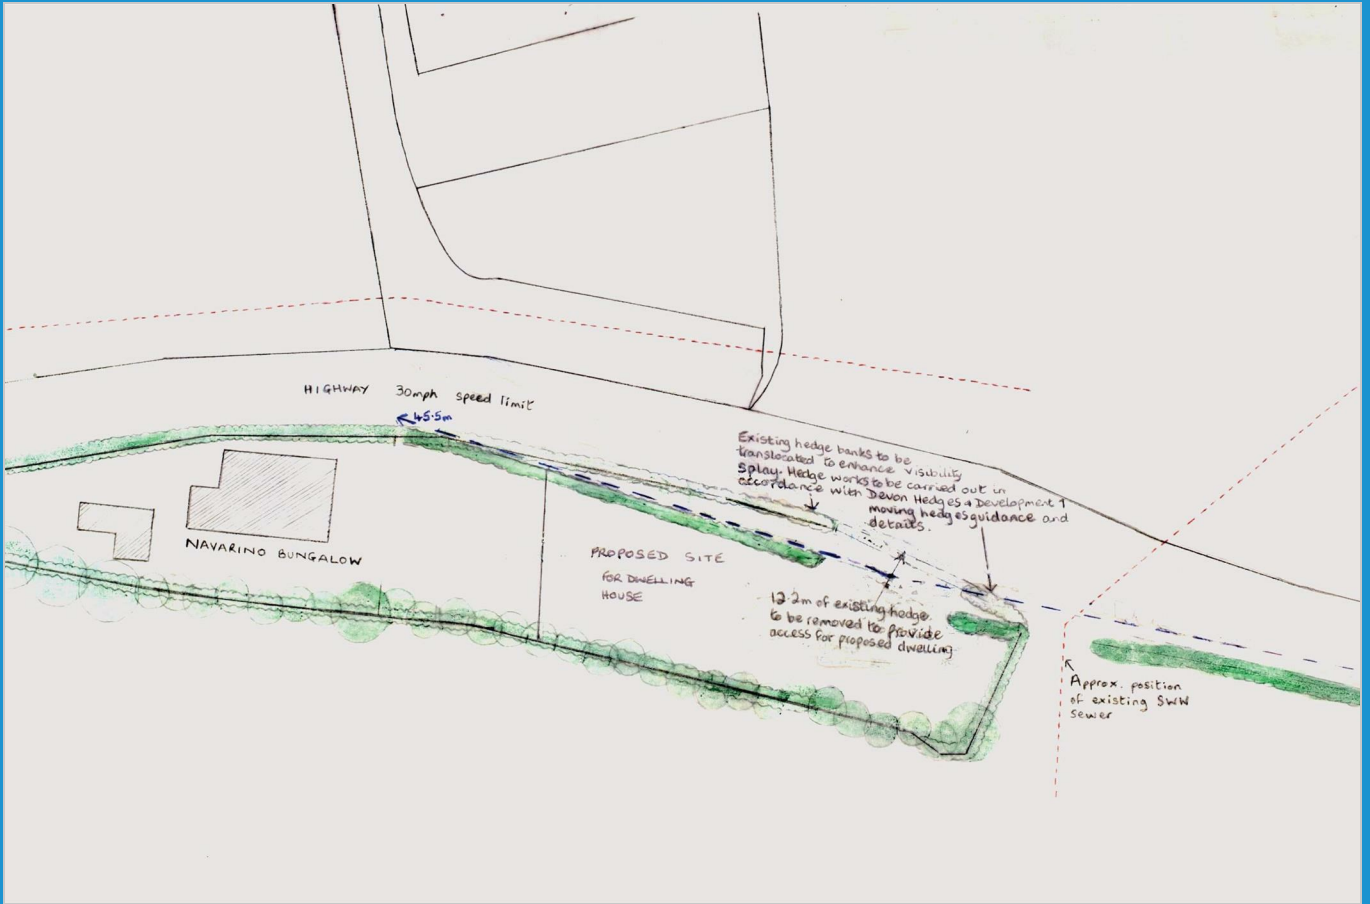 HIGHWAY 30mph speed limit
45.5m
Existing hedge banks to be
translocated to enhance visibility
splay. Hedge works to be carried out in
accordance with Devon Hedges & Development 1
moving hedges guidance and
details.
NAVARINO BUNGALOW
PROPOSED SITE
FOR DWELLING
HOUSE
12.2m of existing hedge
to be removed to provide
access for proposed dwelling
Approx. position
of existing SWW
sewer